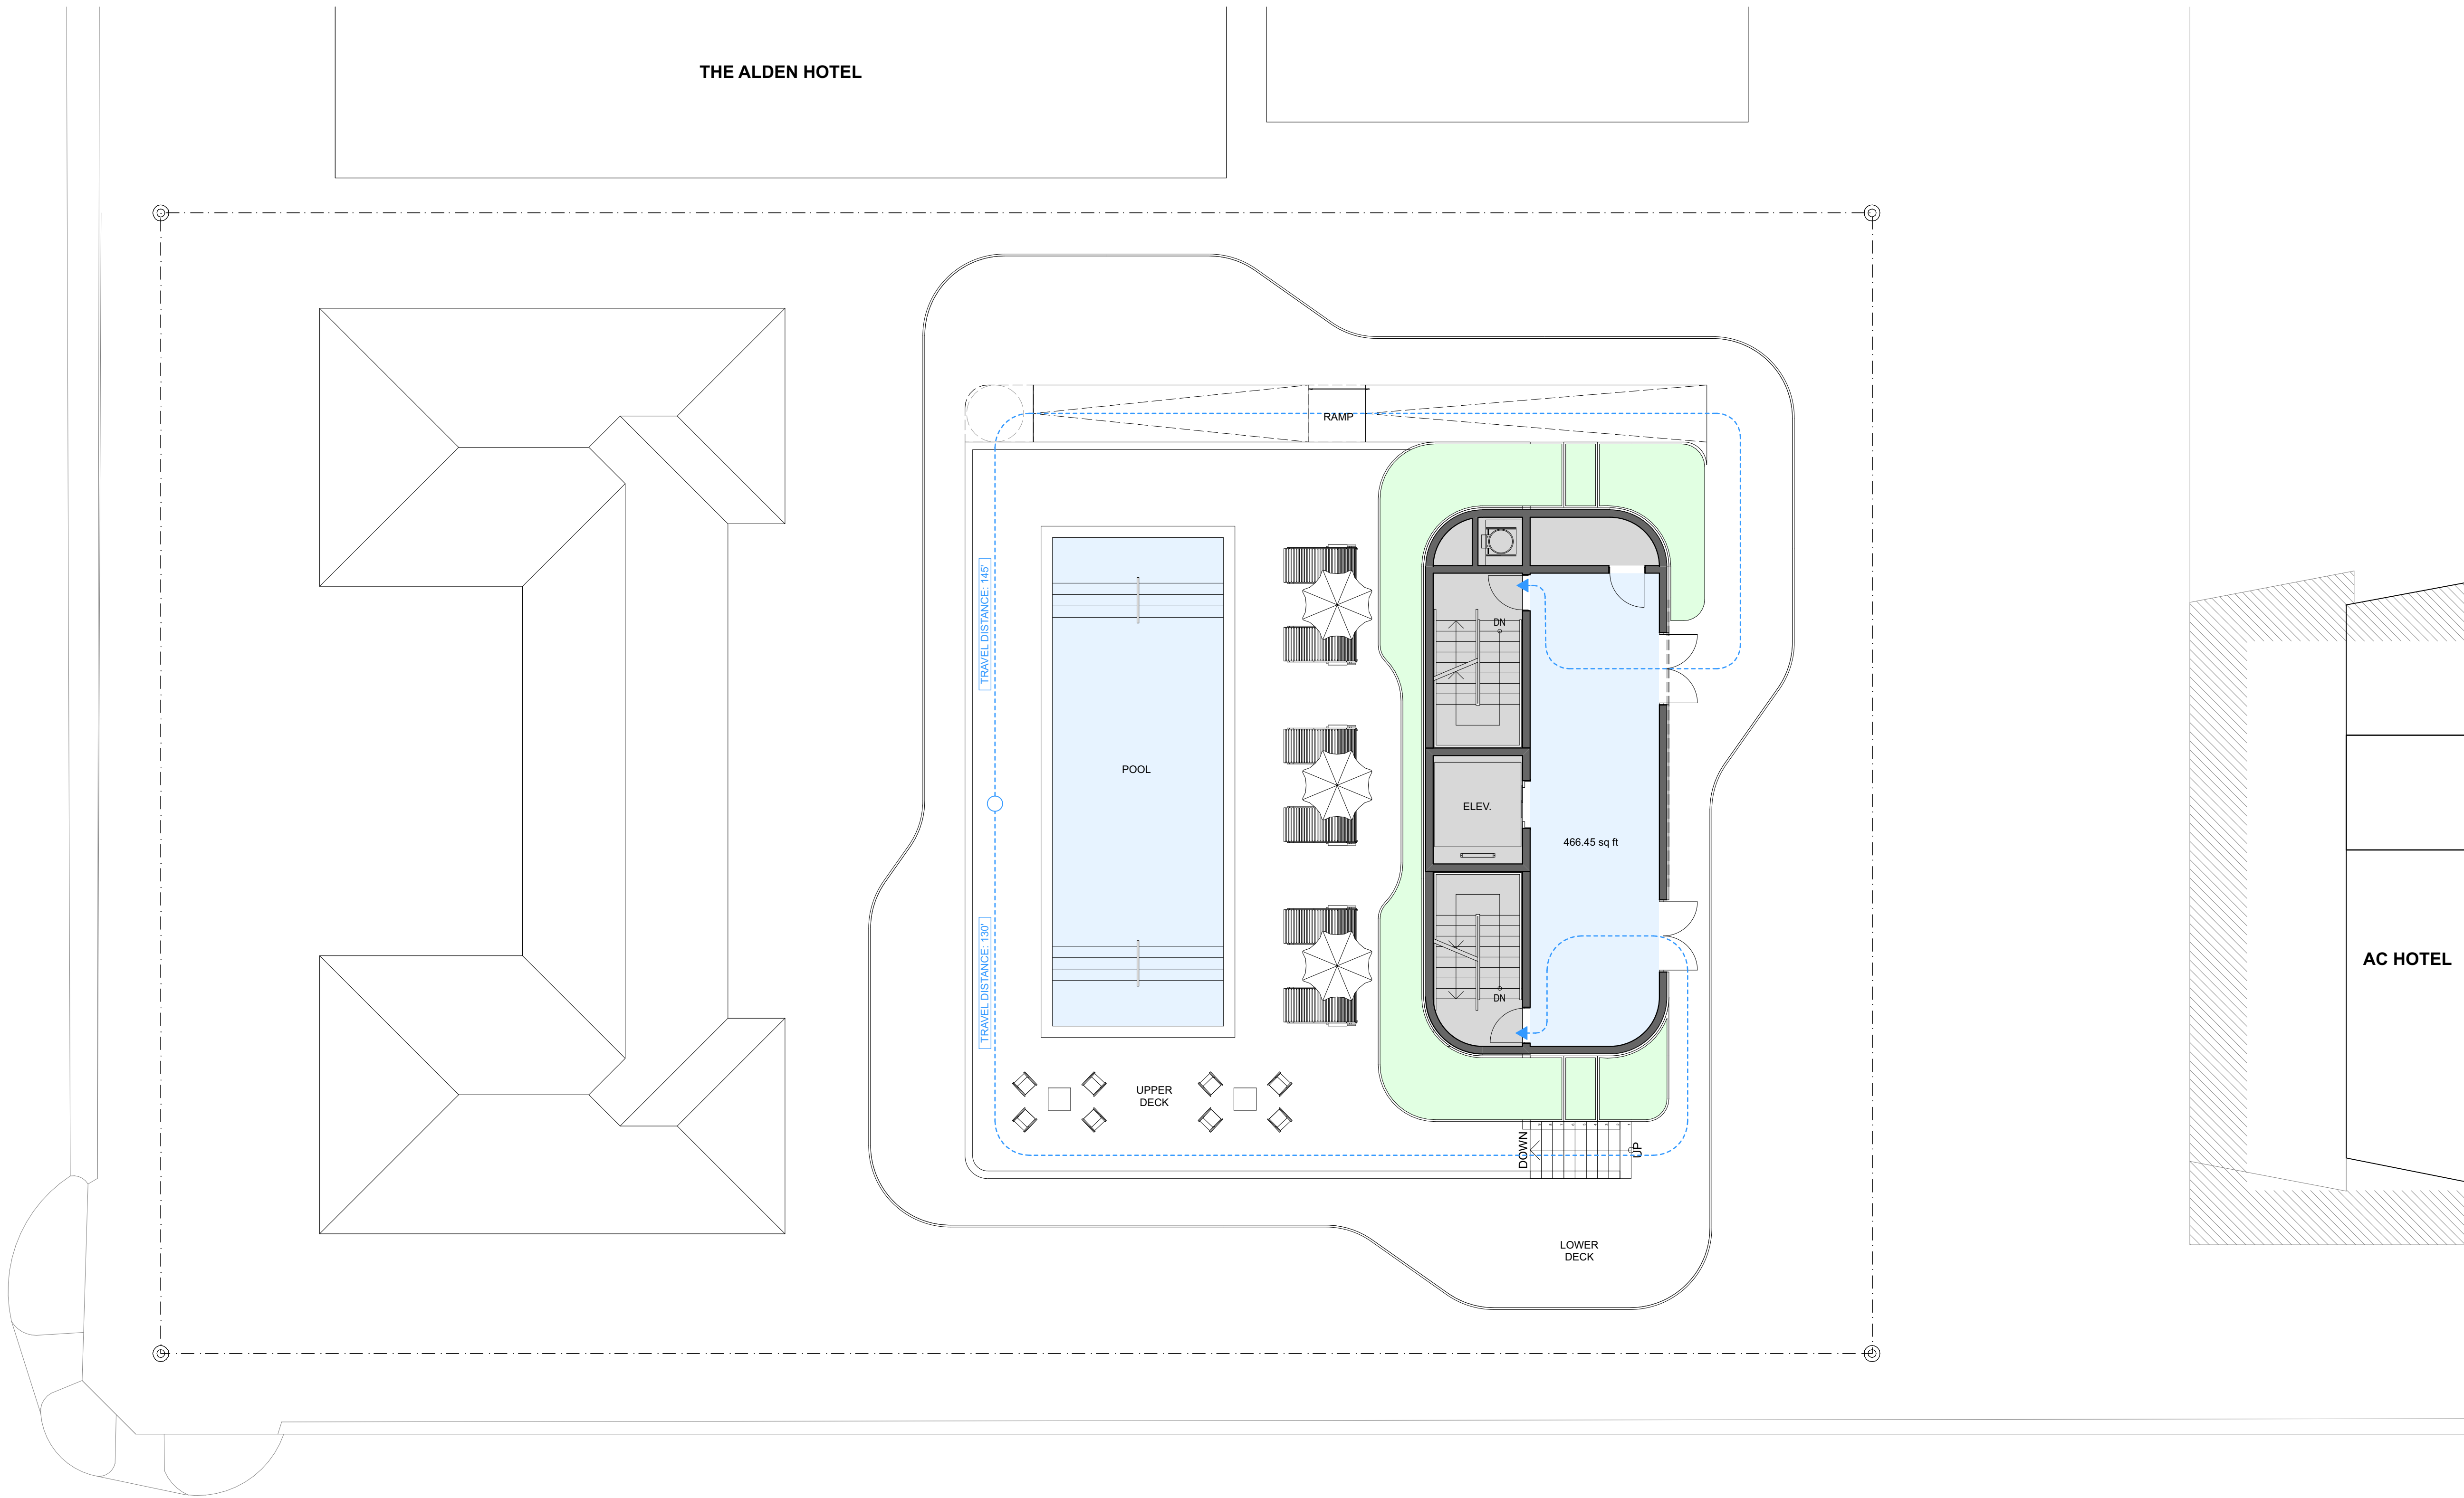 THE ALDEN HOTEL
RAMP
TRAVEL DISTANCE: 145'
DN
POOL
ELEV.
466.45 sq ft
AC HOTEL
TRAVEL DISTANCE: 130'
DN
UPPER
DECK
DOWN
UP
LOWER
DECK